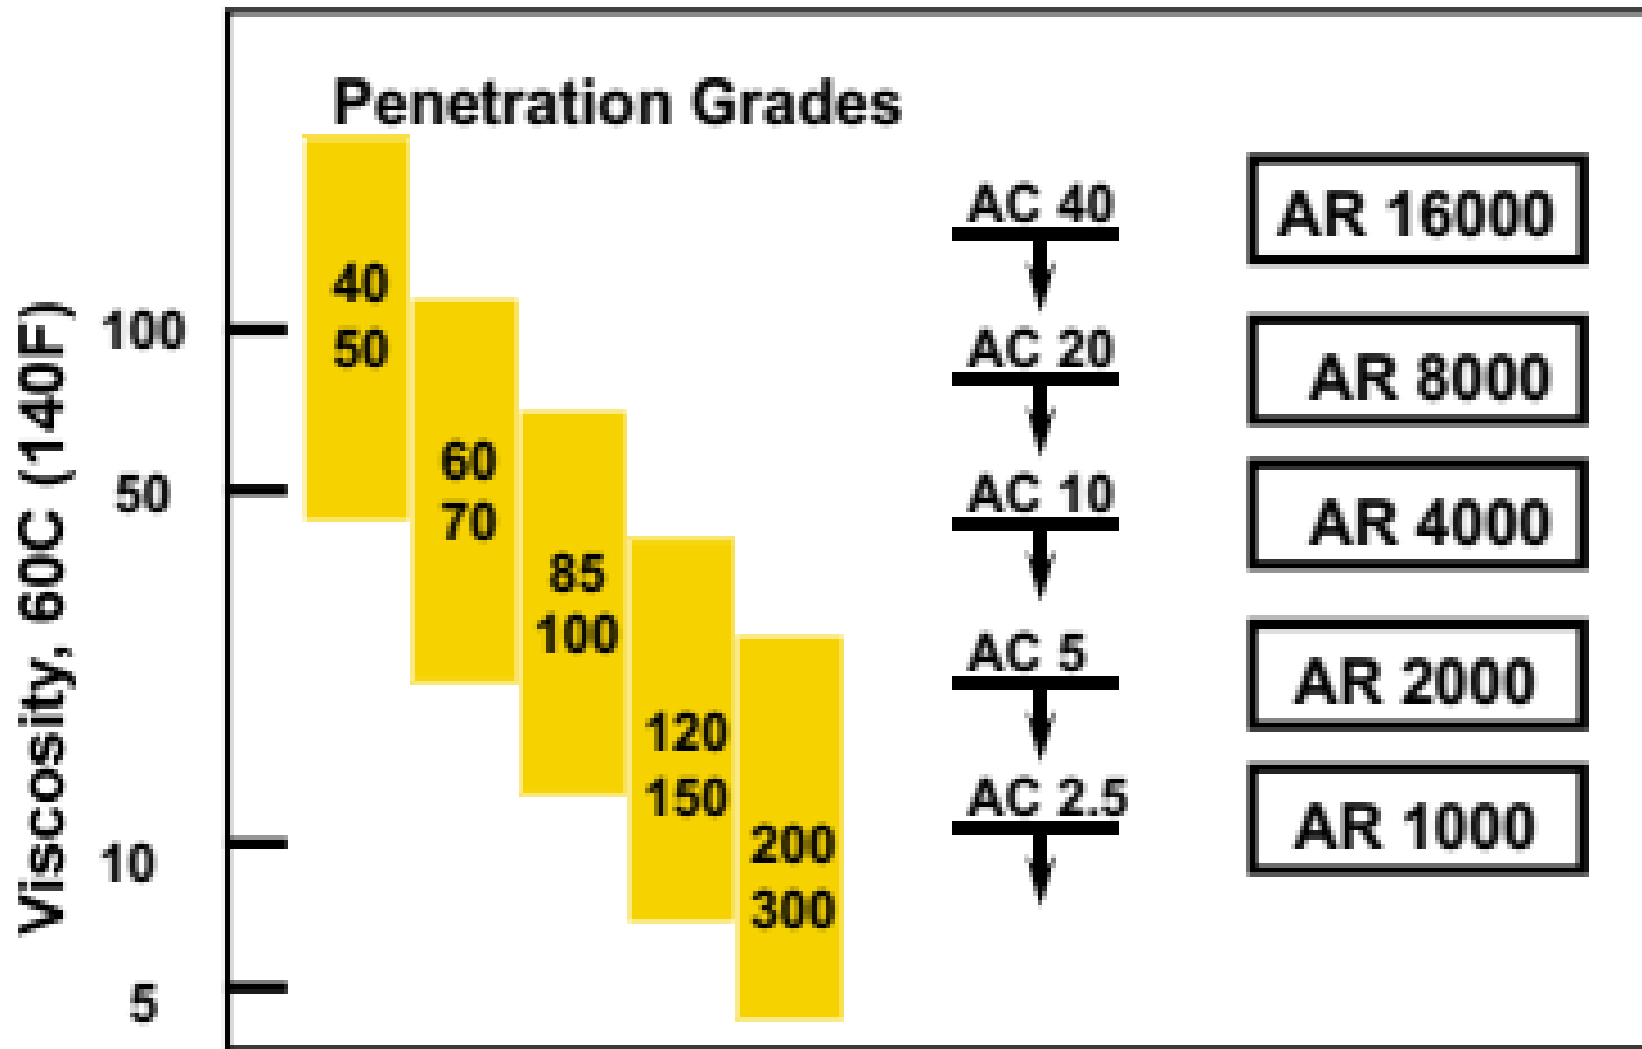 Penetration Grades
Viscosity, 60C (140F)
100
50
10
5
40
50
60
70
85
100
120
150
200
300
AC 40
AC 20
AC 10
AC 5
AC 2.5
AR 16000
AR 8000
AR 4000
AR 2000
AR 1000